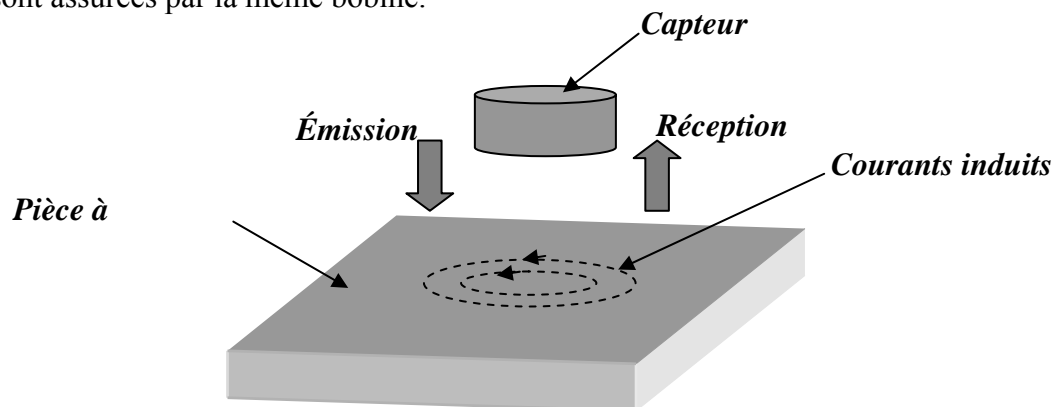 sont assurées par la même bobine.
Capteur
Émission
Réception
Courants induits
Pièce à